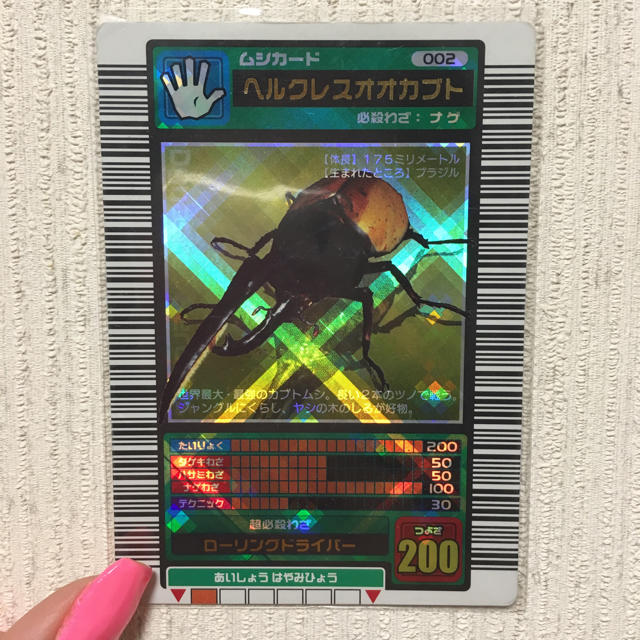 ムシカード 002
ヘルクレスオオカブト
必殺わざ：ナゲ
【体長】175ミリメートル
【生まれたところ】ブラジル
世界最大・最強のカブトムシ。長い2本のツノで戦う。
ジャングルにくらし、ヤシの木のしるが好物。
たいりょく 200
ダゲキわざ 50
ハサミわざ 50
ナゲわざ 100
テクニック 30
超必殺わざ
ローリングドライバー
つよさ
200
あいしょう はやみひょう